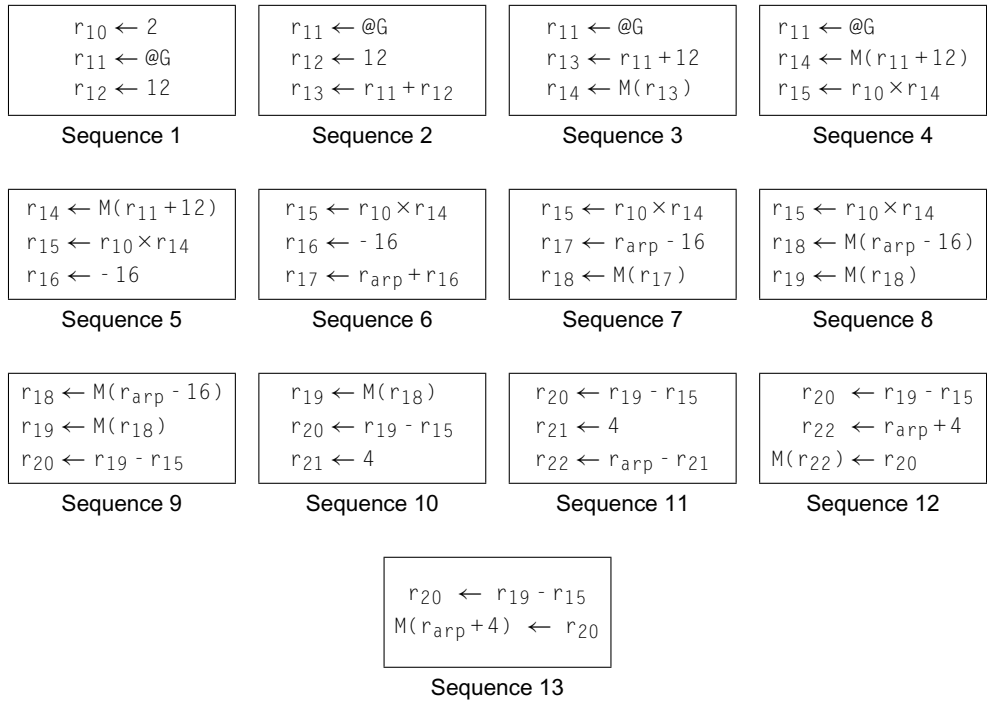 r10 ← 2
r11 ← @G
r12 ← 12
Sequence 1
r11 ← @G
r12 ← 12
r13 ← r11+r12
Sequence 2
r11 ← @G
r13 ← r11+12
r14 ← M(r13)
Sequence 3
r11 ← @G
r14 ← M(r11+12)
r15 ← r10×r14
Sequence 4
r14 ← M(r11+12)
r15 ← r10×r14
r16 ← -16
Sequence 5
r15 ← r10×r14
r16 ← -16
r17 ← rarp+r16
Sequence 6
r15 ← r10×r14
r17 ← rarp-16
r18 ← M(r17)
Sequence 7
r15 ← r10×r14
r18 ← M(rarp-16)
r19 ← M(r18)
Sequence 8
r18 ← M(rarp-16)
r19 ← M(r18)
r20 ← r19-r15
Sequence 9
r19 ← M(r18)
r20 ← r19-r15
r21 ← 4
Sequence 10
r20 ← r19-r15
r21 ← 4
r22 ← rarp-r21
Sequence 11
r20 ← r19-r15
r22 ← rarp+4
M(r22) ← r20
Sequence 12
r20 ← r19-r15
M(rarp+4) ← r20
Sequence 13